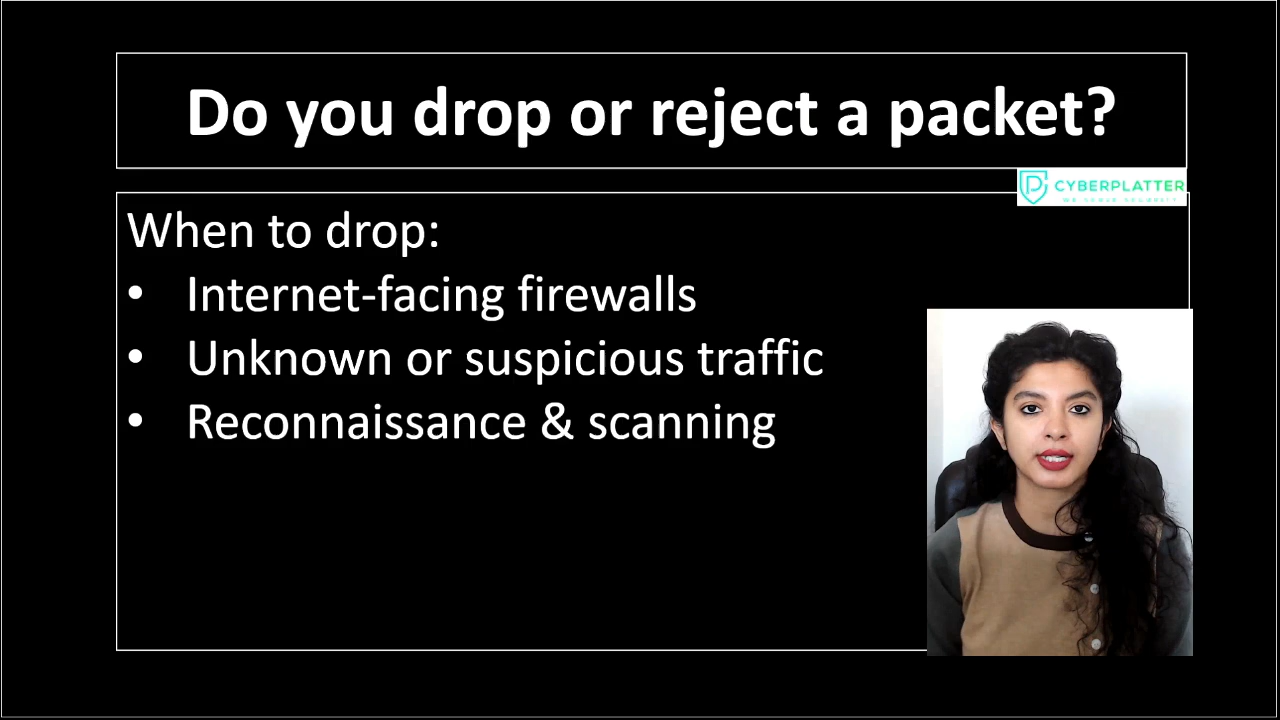 Do you drop or reject a packet?
CYBERPLATTER
When to drop:
• Internet-facing firewalls
• Unknown or suspicious traffic
• Reconnaissance & scanning